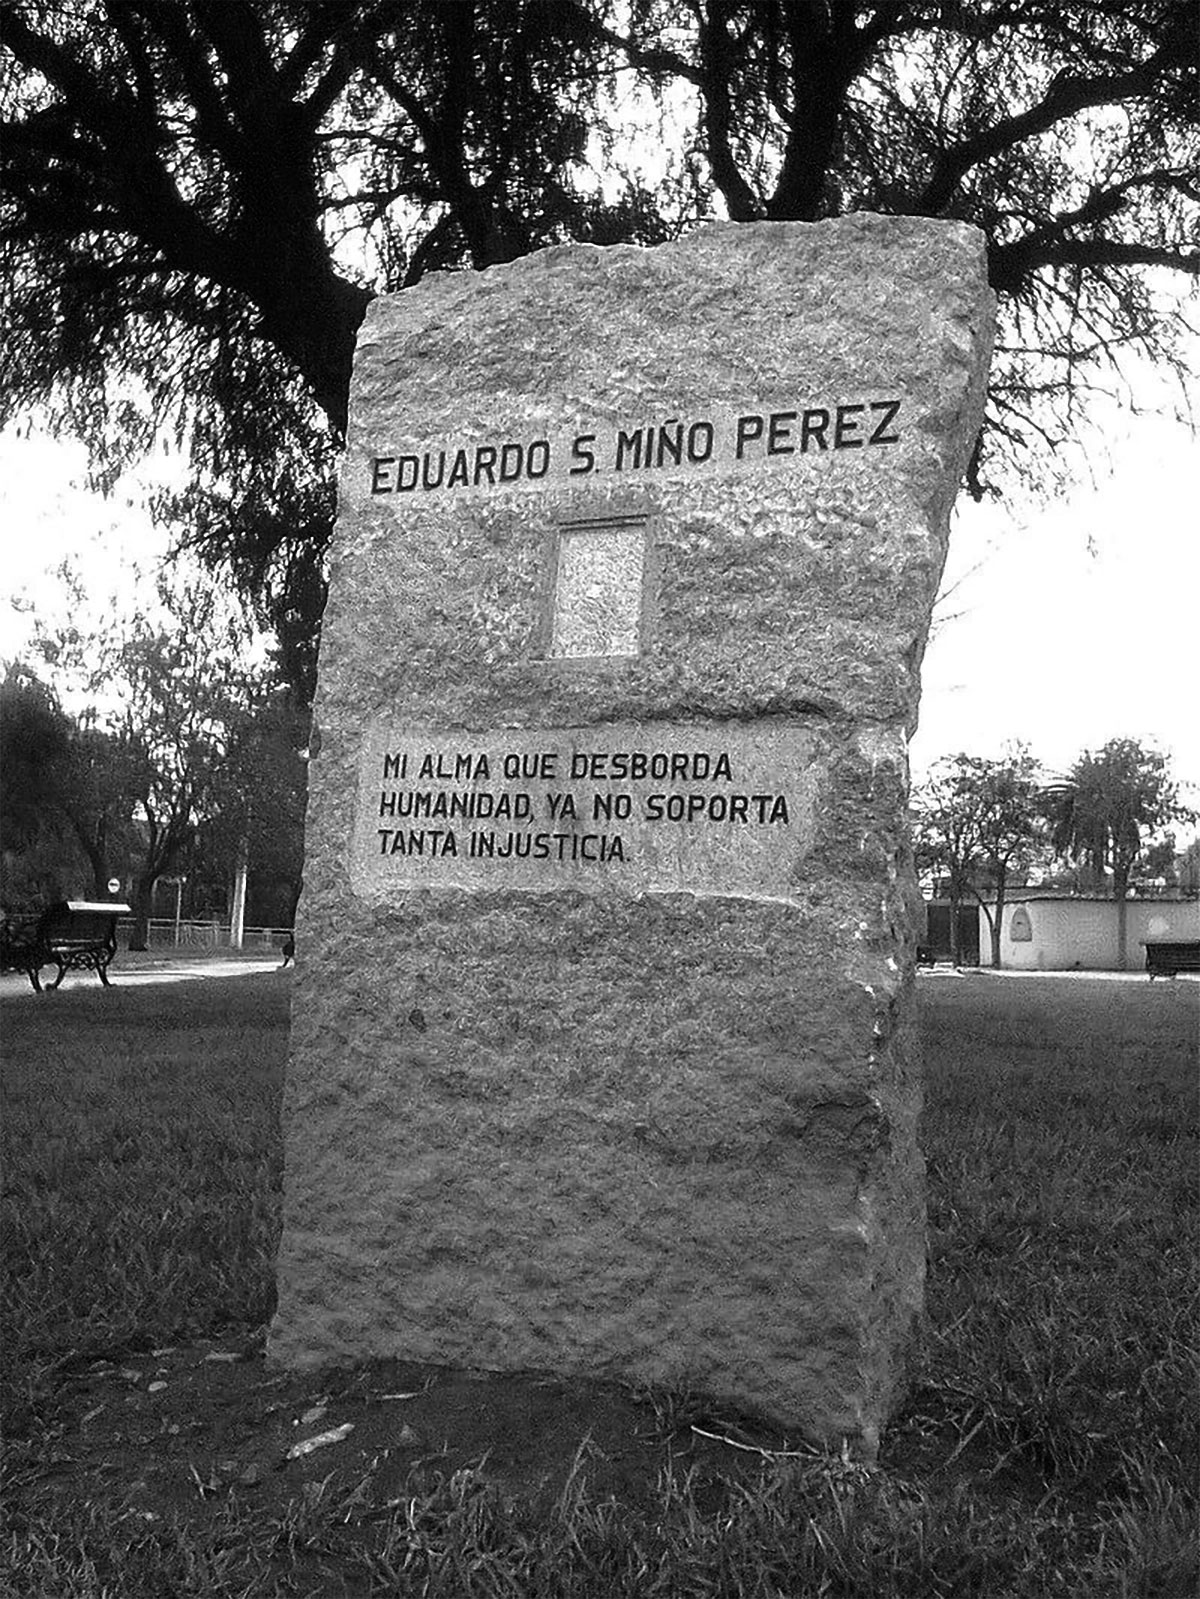 EDUARDO S. MIÑO PEREZ
MI ALMA QUE DESBORDA
HUMANIDAD, YA NO SOPORTA
TANTA INJUSTICIA.